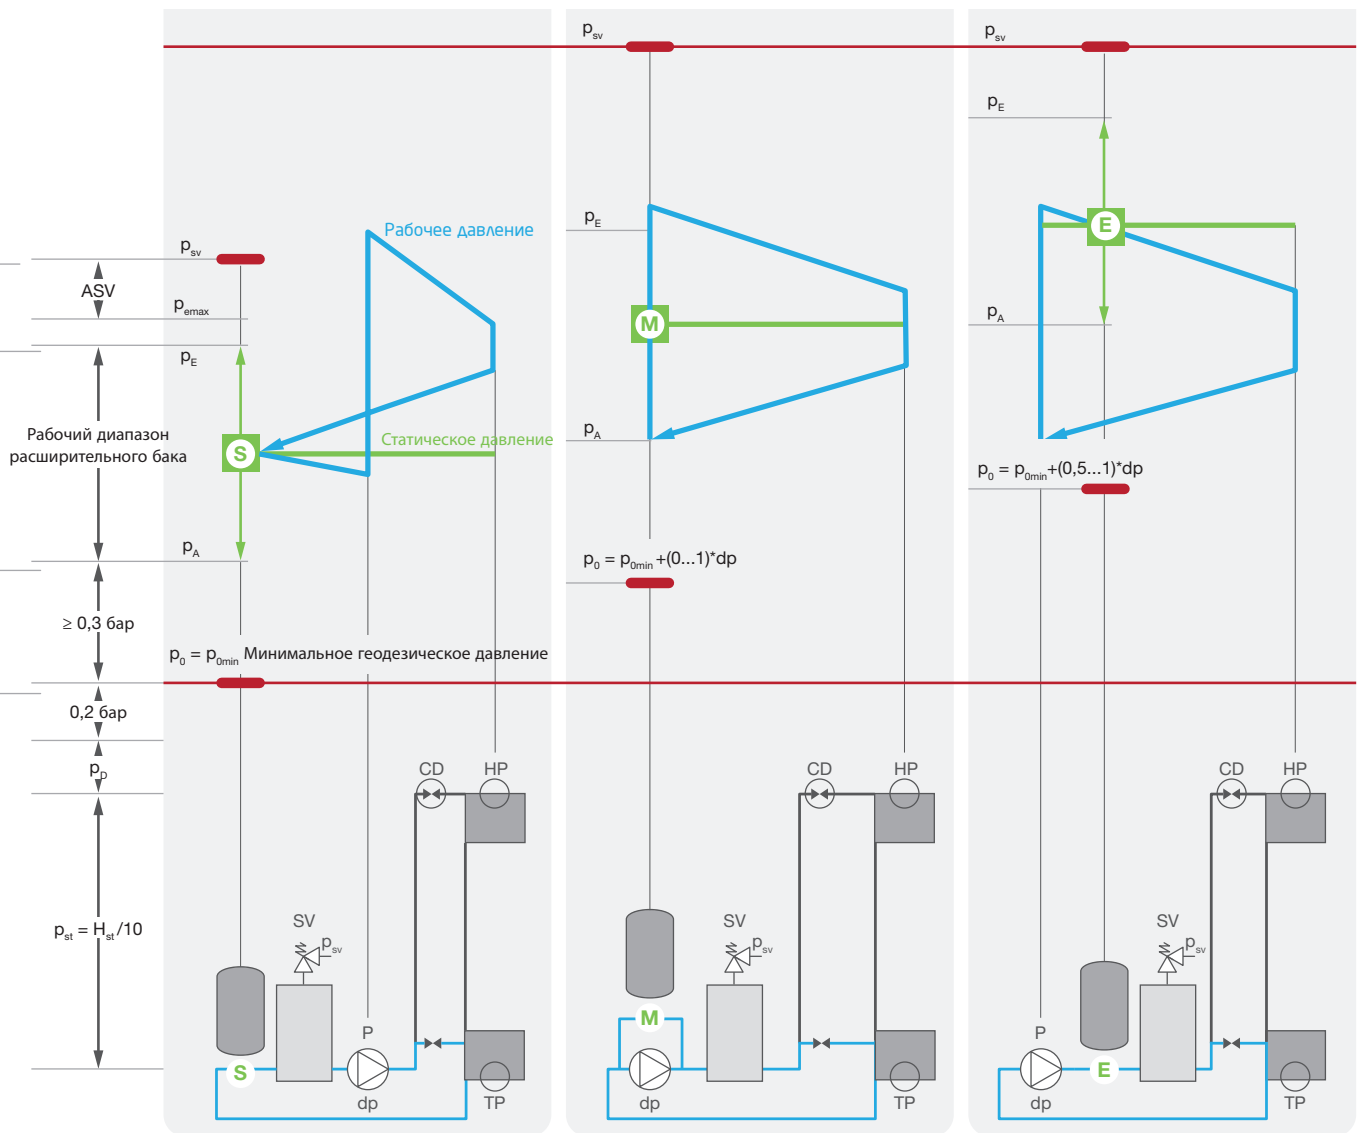 p_sv
ASV
p_emax
p_E
Рабочий диапазон
расширительного бака
p_A
≥ 0,3 бар
0,2 бар
p_D
p_st = H_st/10
Рабочее давление
S
Статическое давление
p_0 = p_0min Минимальное геодезическое давление
CD
HP
SV
p_sv
P
S
dp
TP
p_sv
p_E
M
p_A
p_0 = p_0min+(0...1)*dp
CD
HP
SV
p_sv
M
dp
TP
p_sv
p_E
E
p_A
p_0 = p_0min+(0,5...1)*dp
CD
HP
SV
p_sv
P
E
dp
TP